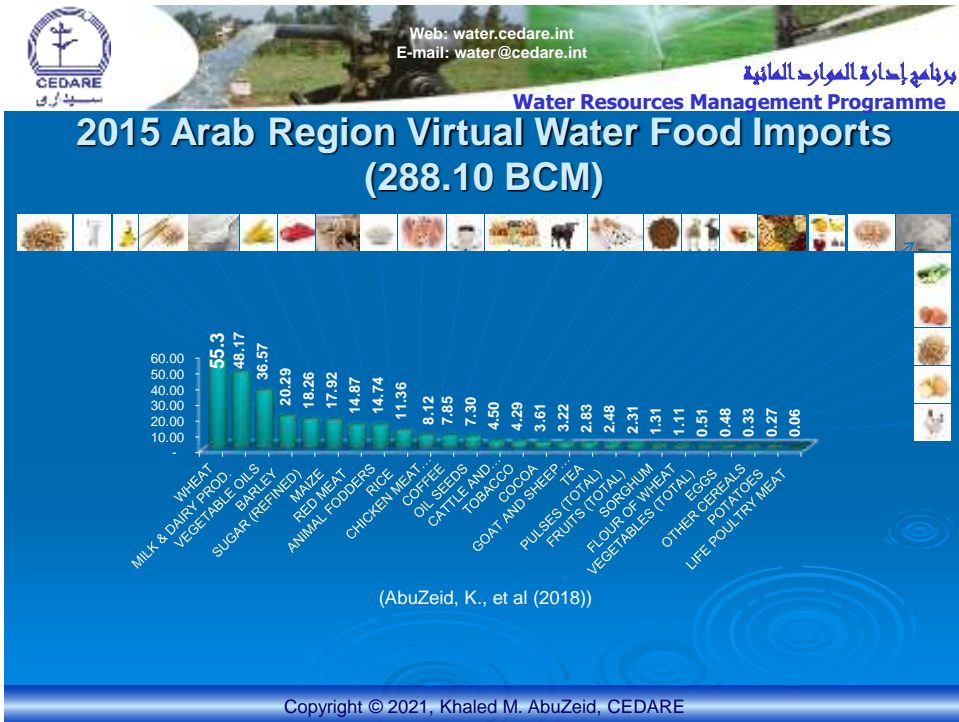 Web: water.cedare.int
E-mail: water@cedare.int
CEDARE
سيداري
برنامج إدارة الموارد المائية
Water Resources Management Programme
2015 Arab Region Virtual Water Food Imports
(288.10 BCM)
60.00
50.00
40.00
30.00
20.00
10.00
-
55.3
48.17
36.57
20.29
18.26
17.92
14.87
14.74
11.36
8.12
7.85
7.30
4.50
4.29
3.61
3.22
2.83
2.48
2.31
1.31
1.11
0.51
0.48
0.33
0.27
0.06
WHEAT
MILK & DAIRY PROD.
VEGETABLE OILS
BARLEY
SUGAR (REFINED)
MAIZE
RED MEAT
ANIMAL FODDERS
RICE
CHICKEN MEAT…
COFFEE
OIL SEEDS
CATTLE AND…
TOBACCO
COCOA
GOAT AND SHEEP…
TEA
PULSES (TOTAL)
FRUITS (TOTAL)
SORGHUM
FLOUR OF WHEAT
VEGETABLES (TOTAL)
EGGS
OTHER CEREALS
POTATOES
LIFE POULTRY MEAT
(AbuZeid, K., et al (2018))
Copyright © 2021, Khaled M. AbuZeid, CEDARE